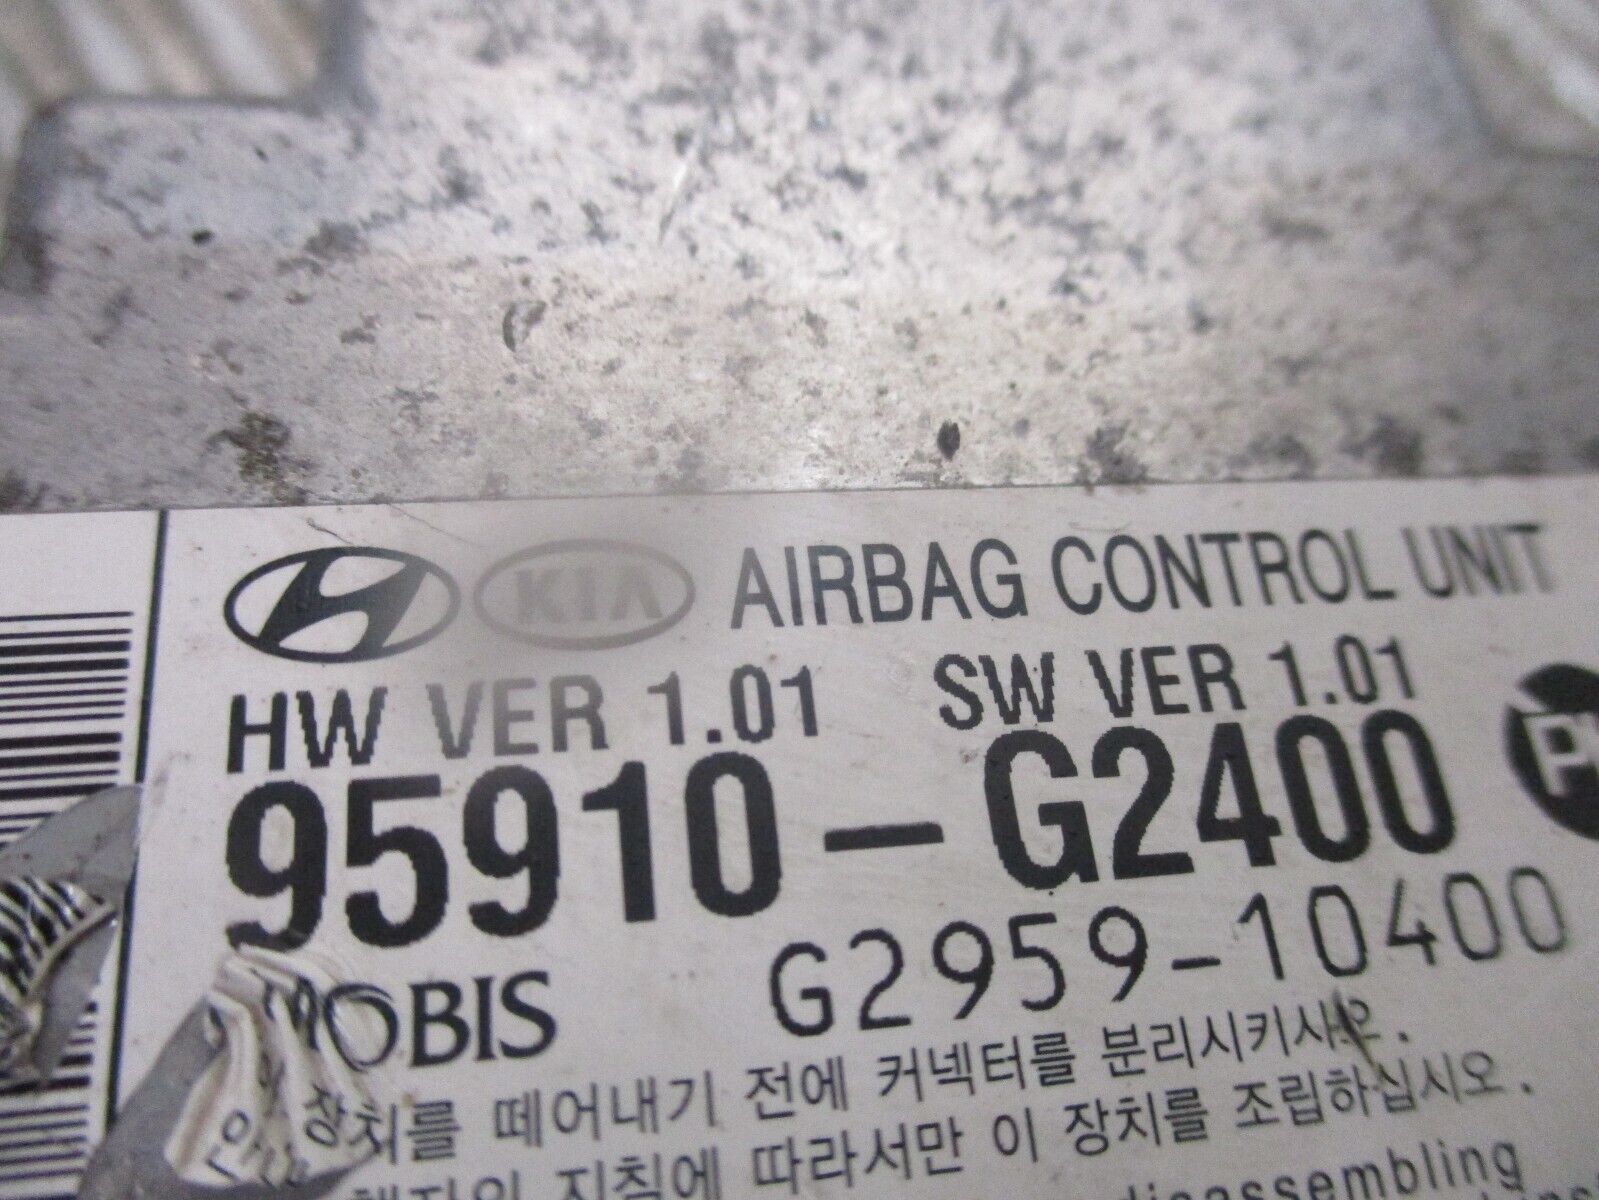 KIA AIRBAG CONTROL UNIT
HW VER 1.01 SW VER 1.01
95910-G2400
G2959-10400
장치를 떼어내기 전에 커넥터를 분리시키시오.
지침에 따라서만 이 장치를 조립하십시오.
disassembling